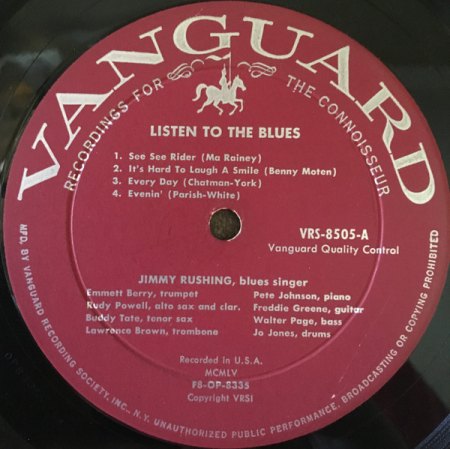 VANGUARD
RECORDINGS FOR THE CONNOISSEUR
LISTEN TO THE BLUES
1. See See Rider (Ma Rainey)
2. It's Hard To Laugh A Smile (Benny Moten)
3. Every Day (Chatman-York)
4. Evenin' (Parish-White)
VRS-8505-A
Vanguard Quality Control
JIMMY RUSHING, blues singer
Emmett Berry, trumpet
Rudy Powell, alto sax and clar.
Buddy Tate, tenor sax
Lawrence Brown, trombone
Pete Johnson, piano
Freddie Greene, guitar
Walter Page, bass
Jo Jones, drums
Recorded in U.S.A.
MCMLV
F8-OP-8335
Copyright VRSI
MFD. BY VANGUARD RECORDING SOCIETY, INC., N.Y. UNAUTHORIZED PUBLIC PERFORMANCE, BROADCASTING OR COPYING PROHIBITED